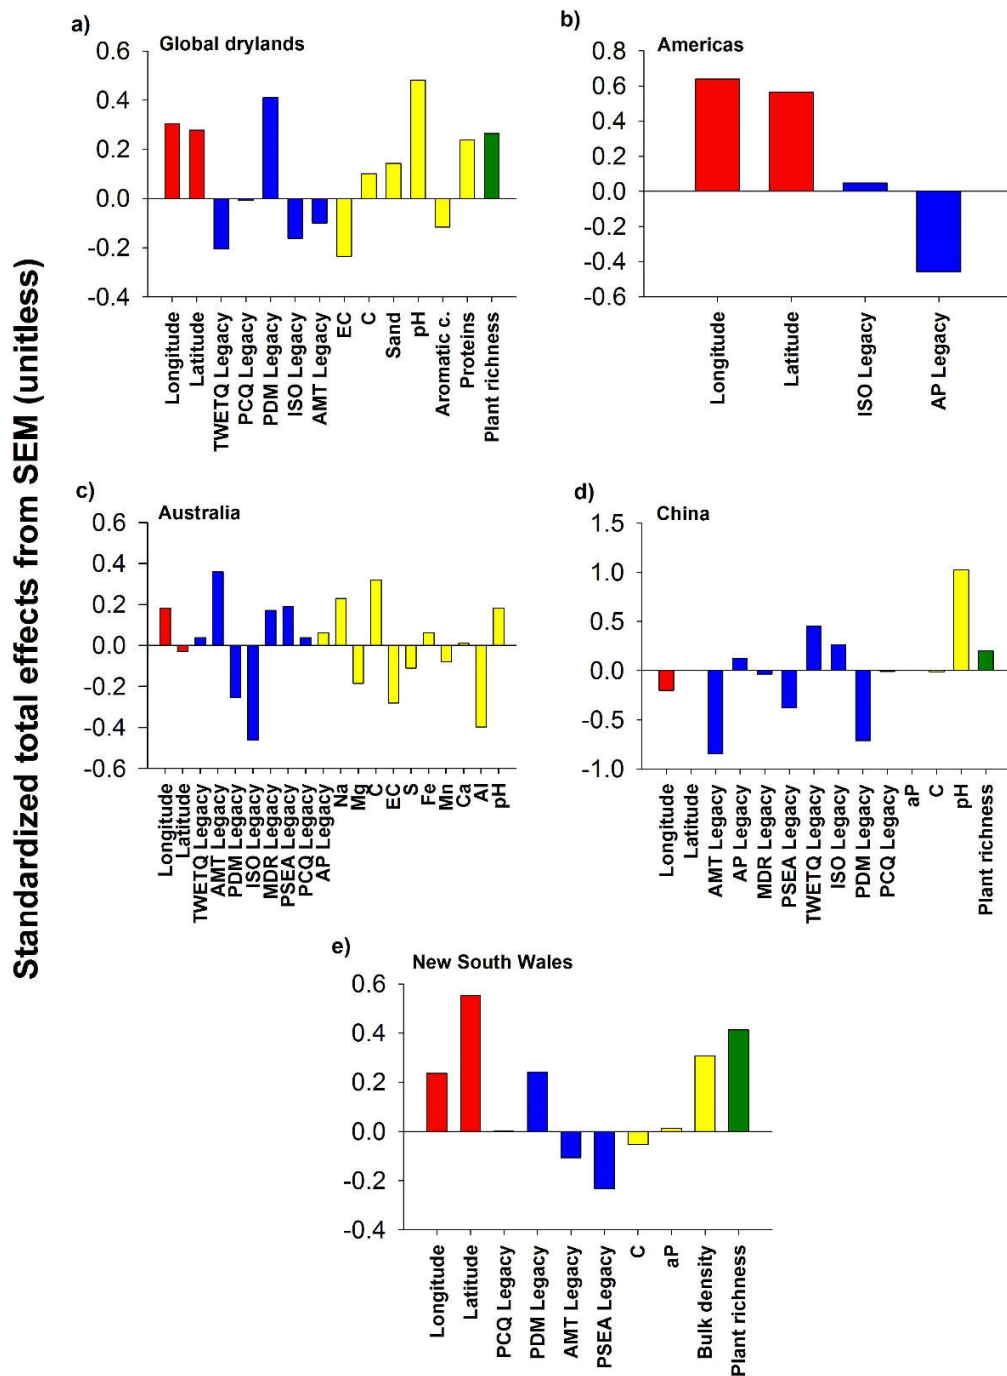 Standardized total effects from SEM (unitless)
a)
Global drylands
0.6
0.4
0.2
0.0
-0.2
-0.4
Longitude
Latitude
TWETQ Legacy
PCQ Legacy
PDM Legacy
ISO Legacy
AMT Legacy
EC
C
Sand
pH
Aromatic c.
Proteins
Plant richness
b)
Americas
0.8
0.6
0.4
0.2
0.0
-0.2
-0.4
-0.6
Longitude
Latitude
ISO Legacy
AP Legacy
c)
Australia
0.6
0.4
0.2
0.0
-0.2
-0.4
-0.6
Longitude
Latitude
TWETQ Legacy
AMT Legacy
PDM Legacy
ISO Legacy
MDR Legacy
PSEA Legacy
PCQ Legacy
AP Legacy
Na
Mg
C
EC
S
Fe
Mn
Ca
Al
pH
d)
China
1.5
1.0
0.5
0.0
-0.5
-1.0
Longitude
Latitude
AMT Legacy
AP Legacy
MDR Legacy
PSEA Legacy
TWETQ Legacy
ISO Legacy
PDM Legacy
PCQ Legacy
aP
C
pH
Plant richness
e)
New South Wales
0.6
0.4
0.2
0.0
-0.2
-0.4
Longitude
Latitude
PCQ Legacy
PDM Legacy
AMT Legacy
PSEA Legacy
C
aP
Bulk density
Plant richness